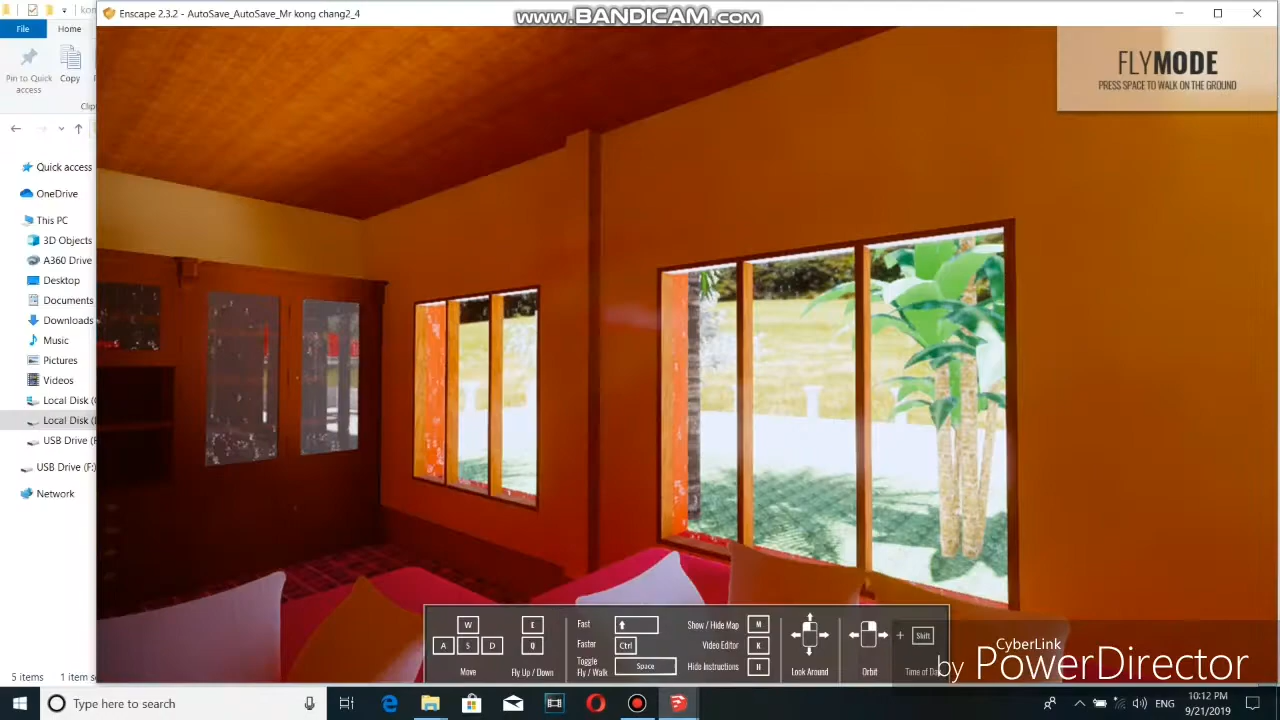 Enscape 2.3.2 - AutoSave_AutoSave_Mr kong chang2_4
www.BANDICAM.com
File
Home
Pin to Quick
access
Copy
FLYMODE
PRESS SPACE TO WALK ON THE GROUND
Quick access
OneDrive
This PC
3D Objects
A360 Drive
Desktop
Documents
Downloads
Music
Pictures
Videos
Local Disk (
Local Disk (
USB Drive (F
USB Drive (F:)
Network
5 items
1 item s
W
E
A
S
D
Q
Move
Fly Up / Down
Fast
Faster
Ctrl
Toggle
Fly / Walk
Space
Show / Hide Map
M
Video Editor
K
Hide Instructions
H
Look Around
Orbit
+
Shift
Time of Da
CyberLink
by PowerDirector
Type here to search
ENG
10:12 PM
9/21/2019